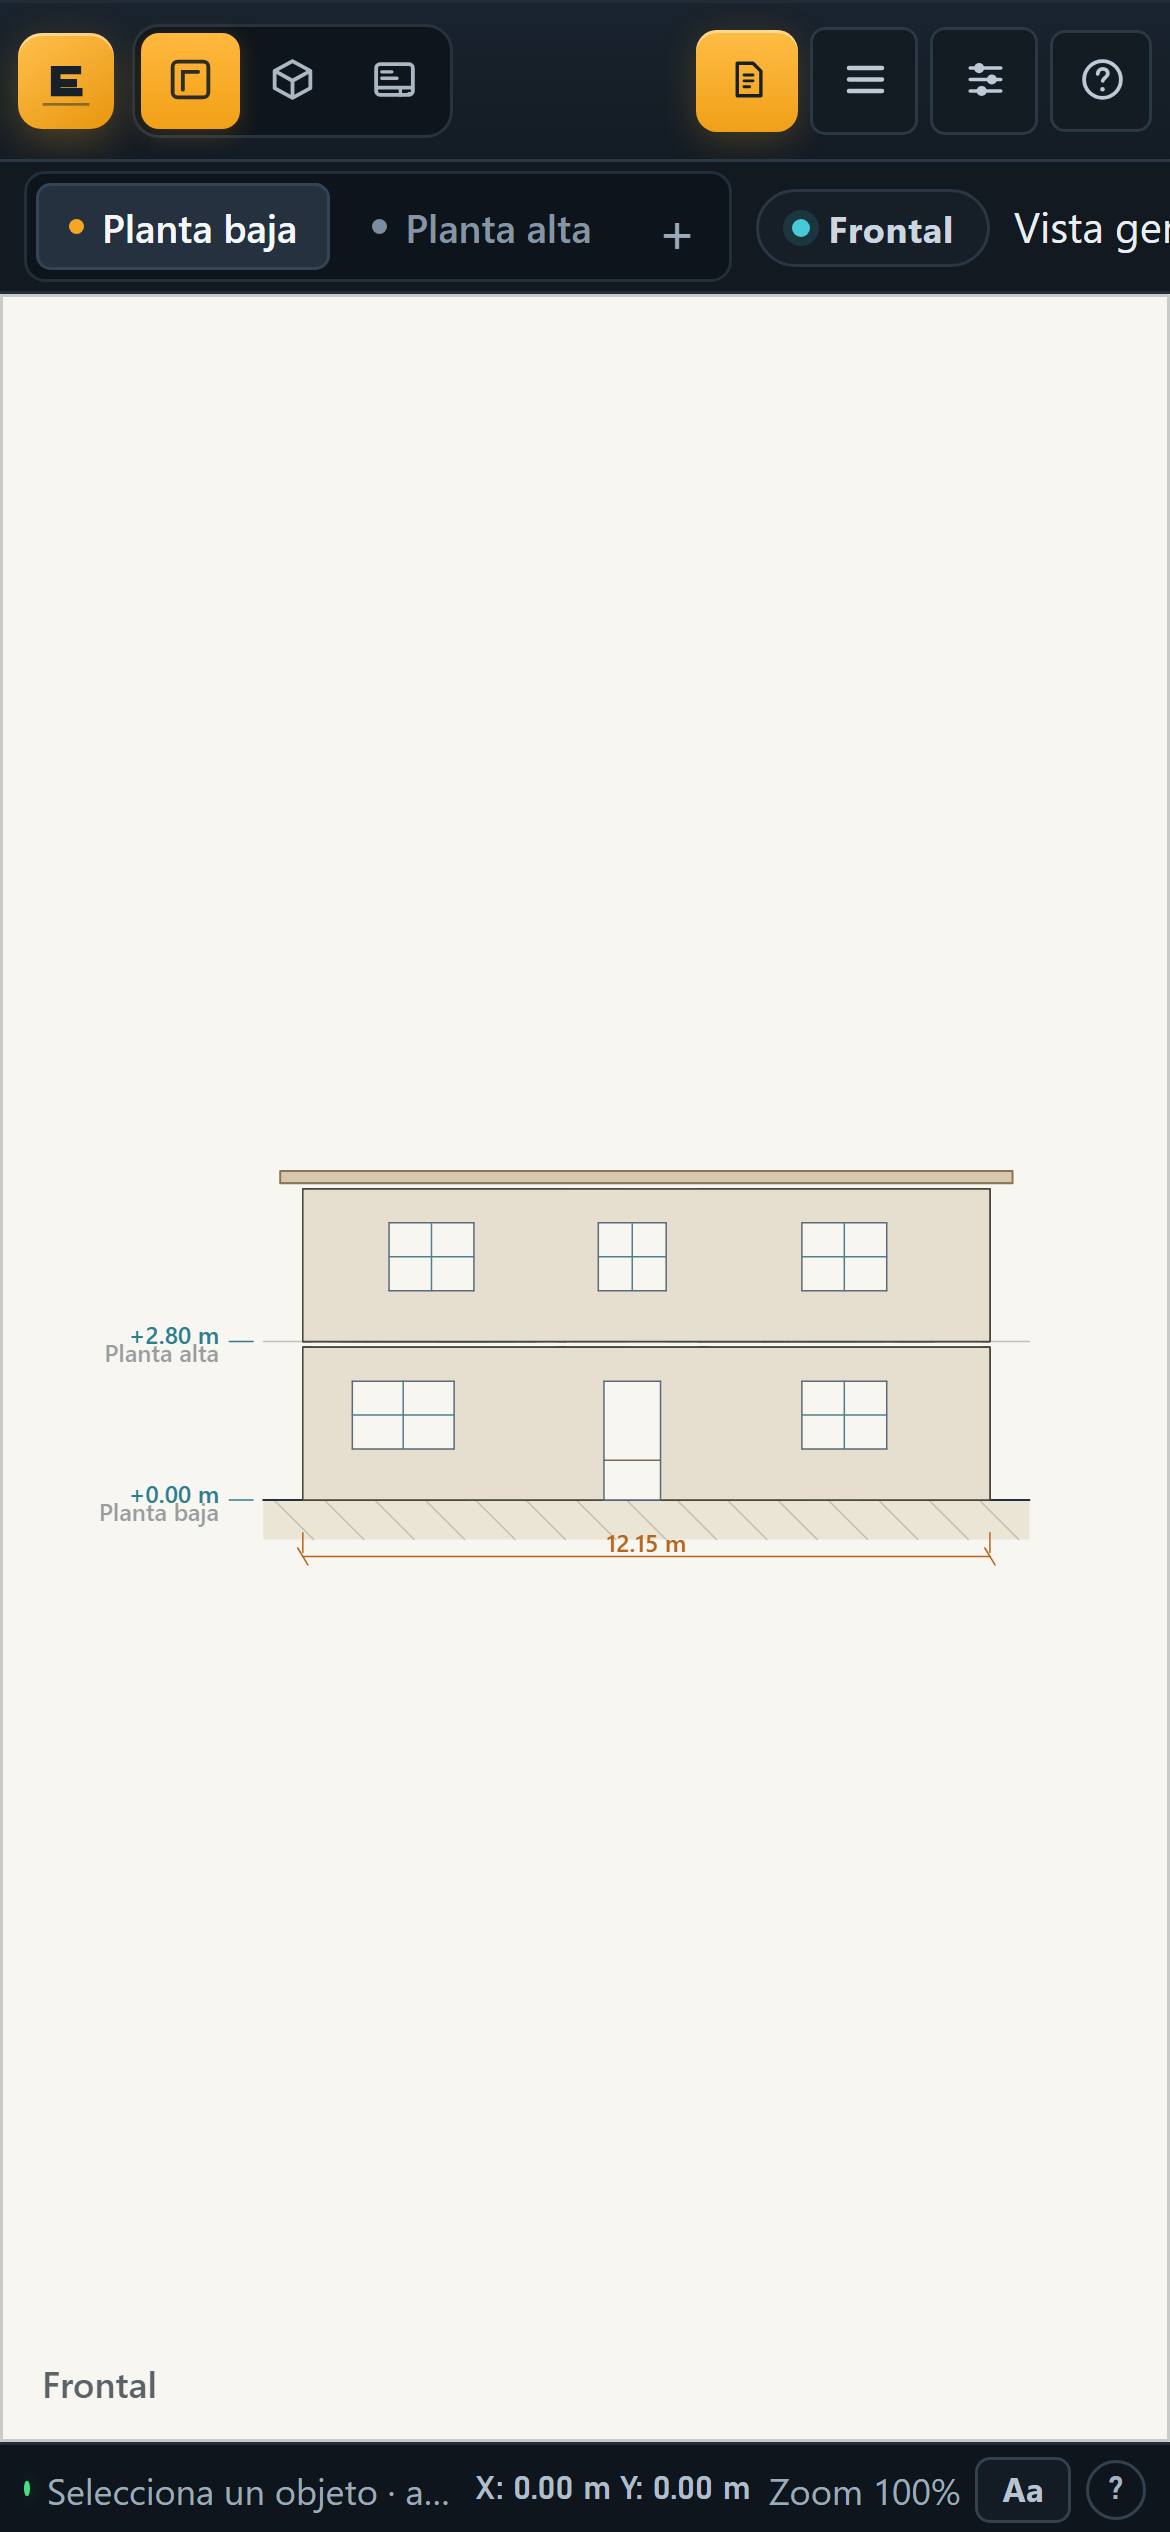 E
Planta baja
Planta alta
+
Frontal
Vista ger
+2.80 m
Planta alta
+0.00 m
Planta baja
12.15 m
Frontal
Selecciona un objeto · a...
X: 0.00 m Y: 0.00 m
Zoom 100%
Aa
?